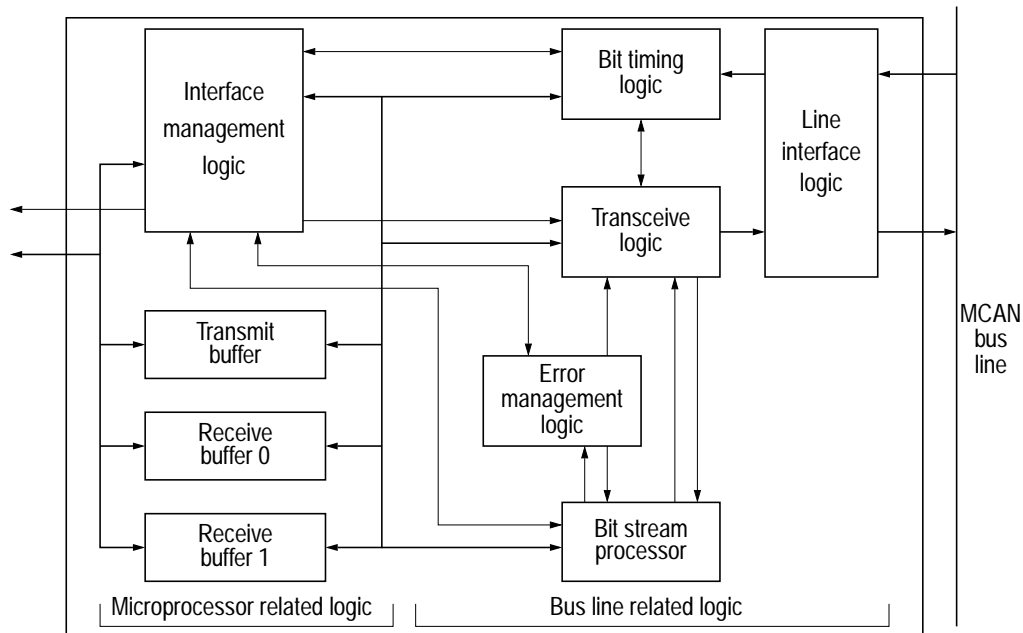 Interface
management
logic
Bit timing
logic
Line
interface
logic
Transceive
logic
Transmit
buffer
MCAN
bus
line
Error
management
logic
Receive
buffer 0
Receive
buffer 1
Bit stream
processor
Microprocessor related logic
Bus line related logic